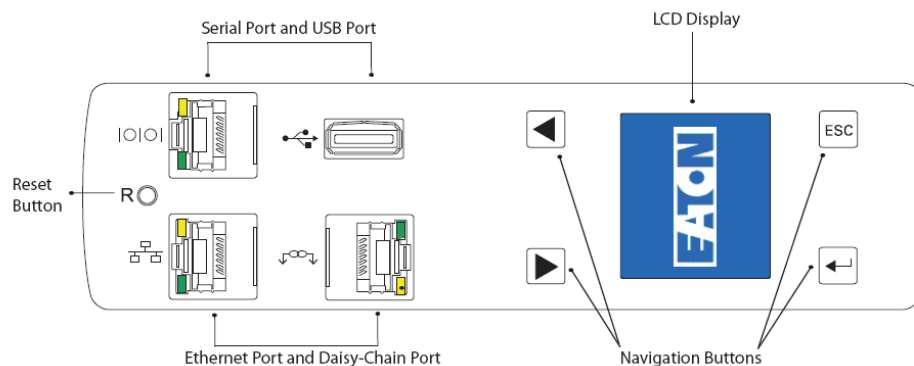 Serial Port and USB Port
LCD Display
|O|O|
ESC
Reset
Button
R
EATON
Ethernet Port and Daisy-Chain Port
Navigation Buttons